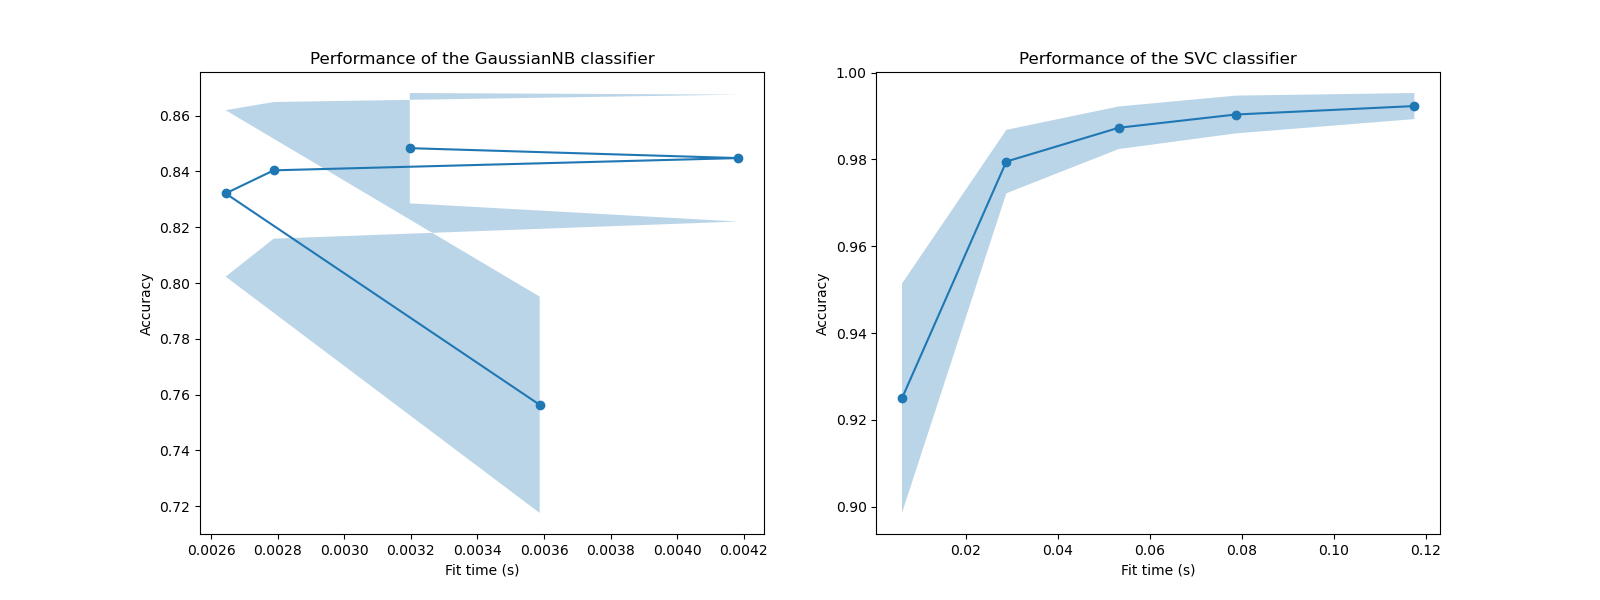 Performance of the GaussianNB classifier
0.86
0.84
0.82
0.80
0.78
0.76
0.74
0.72
Accuracy
0.0026 0.0028 0.0030 0.0032 0.0034 0.0036 0.0038 0.0040 0.0042
Fit time (s)
Performance of the SVC classifier
1.00
0.98
0.96
0.94
0.92
0.90
Accuracy
0.02 0.04 0.06 0.08 0.10 0.12
Fit time (s)